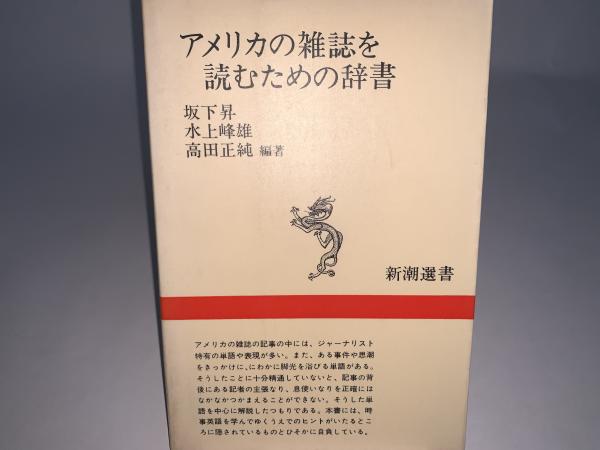 アメリカの雑誌を
読むための辞書
坂下昇
水上峰雄
高田正純 編著
新潮選書
アメリカの雑誌の記事の中には、ジャーナリスト
特有の単語や表現が多い。また、ある事件や思潮
をきっかけに、にわかに脚光を浴びる単語がある。
そうしたことに十分精通していないと、記事の背
後にある記者の主張なり、息使いなりを正確には
なかなかつかまえることができない。そうした単
語を中心に解説したつもりである。本書には、時
事英語を学んでゆくうえでのヒントがいたるとこ
ろに隠されているものとひそかに自負している。